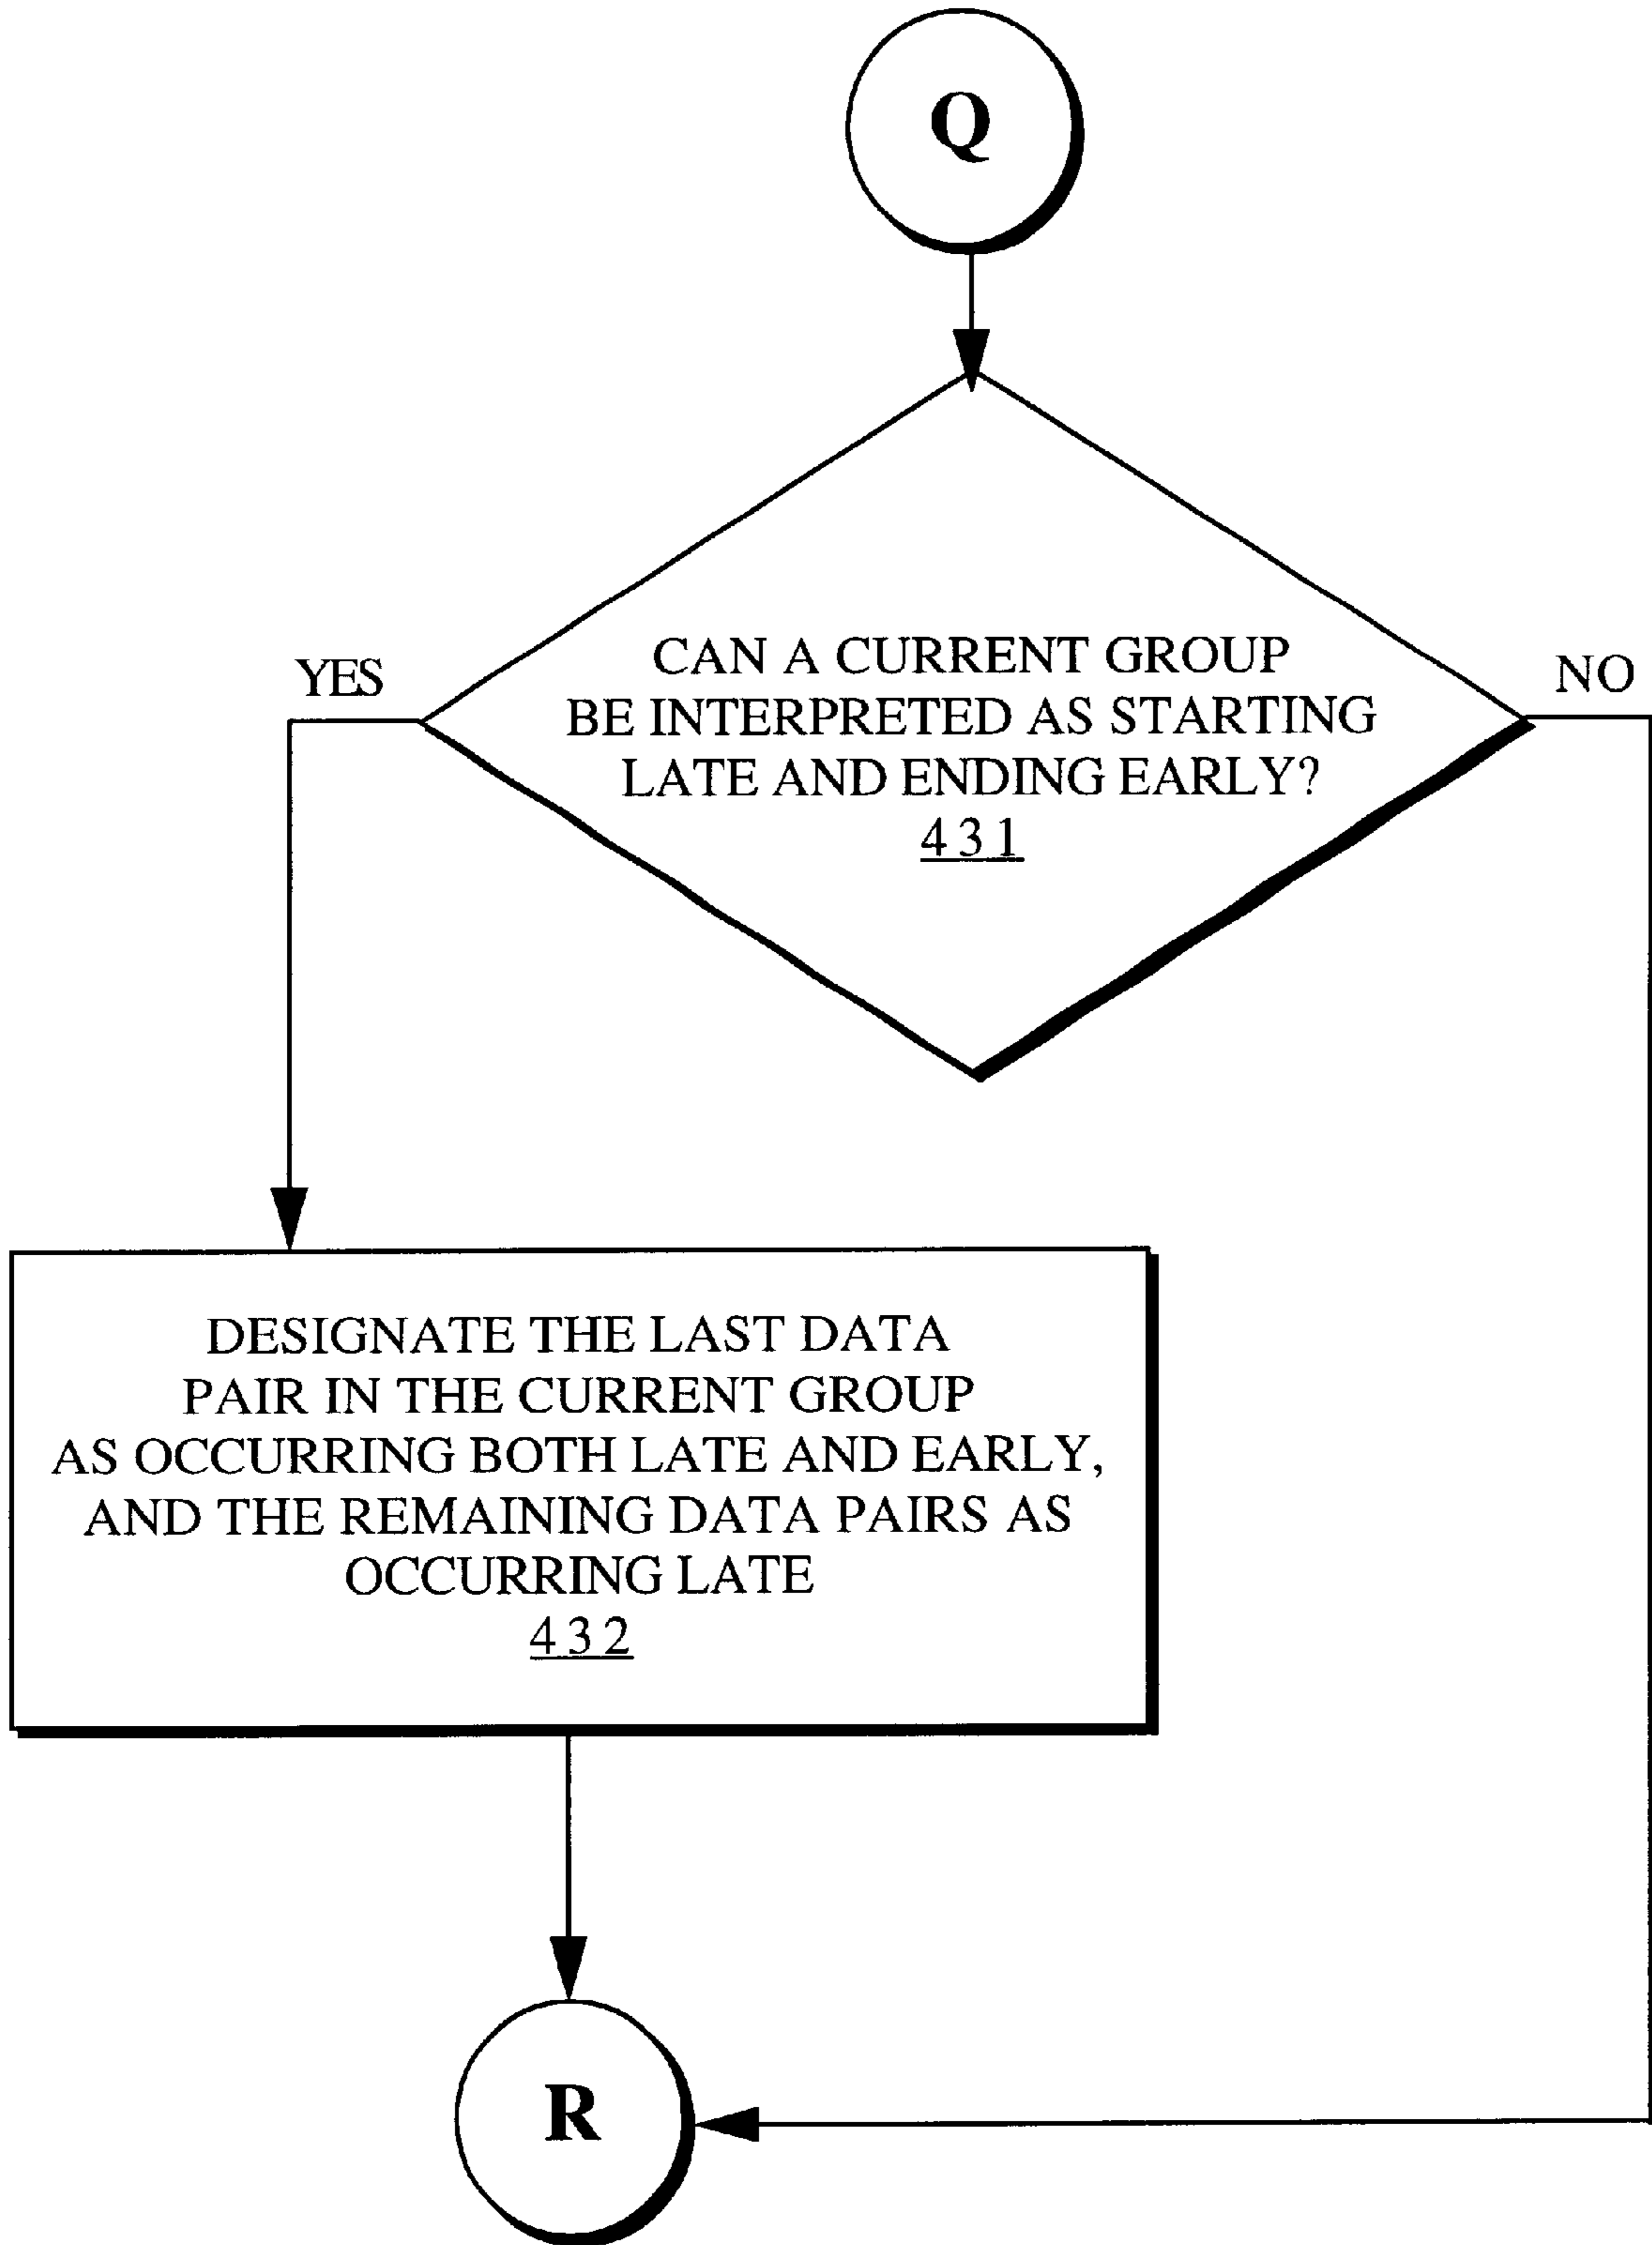 Q
CAN A CURRENT GROUP
BE INTERPRETED AS STARTING
LATE AND ENDING EARLY?
431
YES
NO
DESIGNATE THE LAST DATA
PAIR IN THE CURRENT GROUP
AS OCCURRING BOTH LATE AND EARLY,
AND THE REMAINING DATA PAIRS AS
OCCURRING LATE
432
R